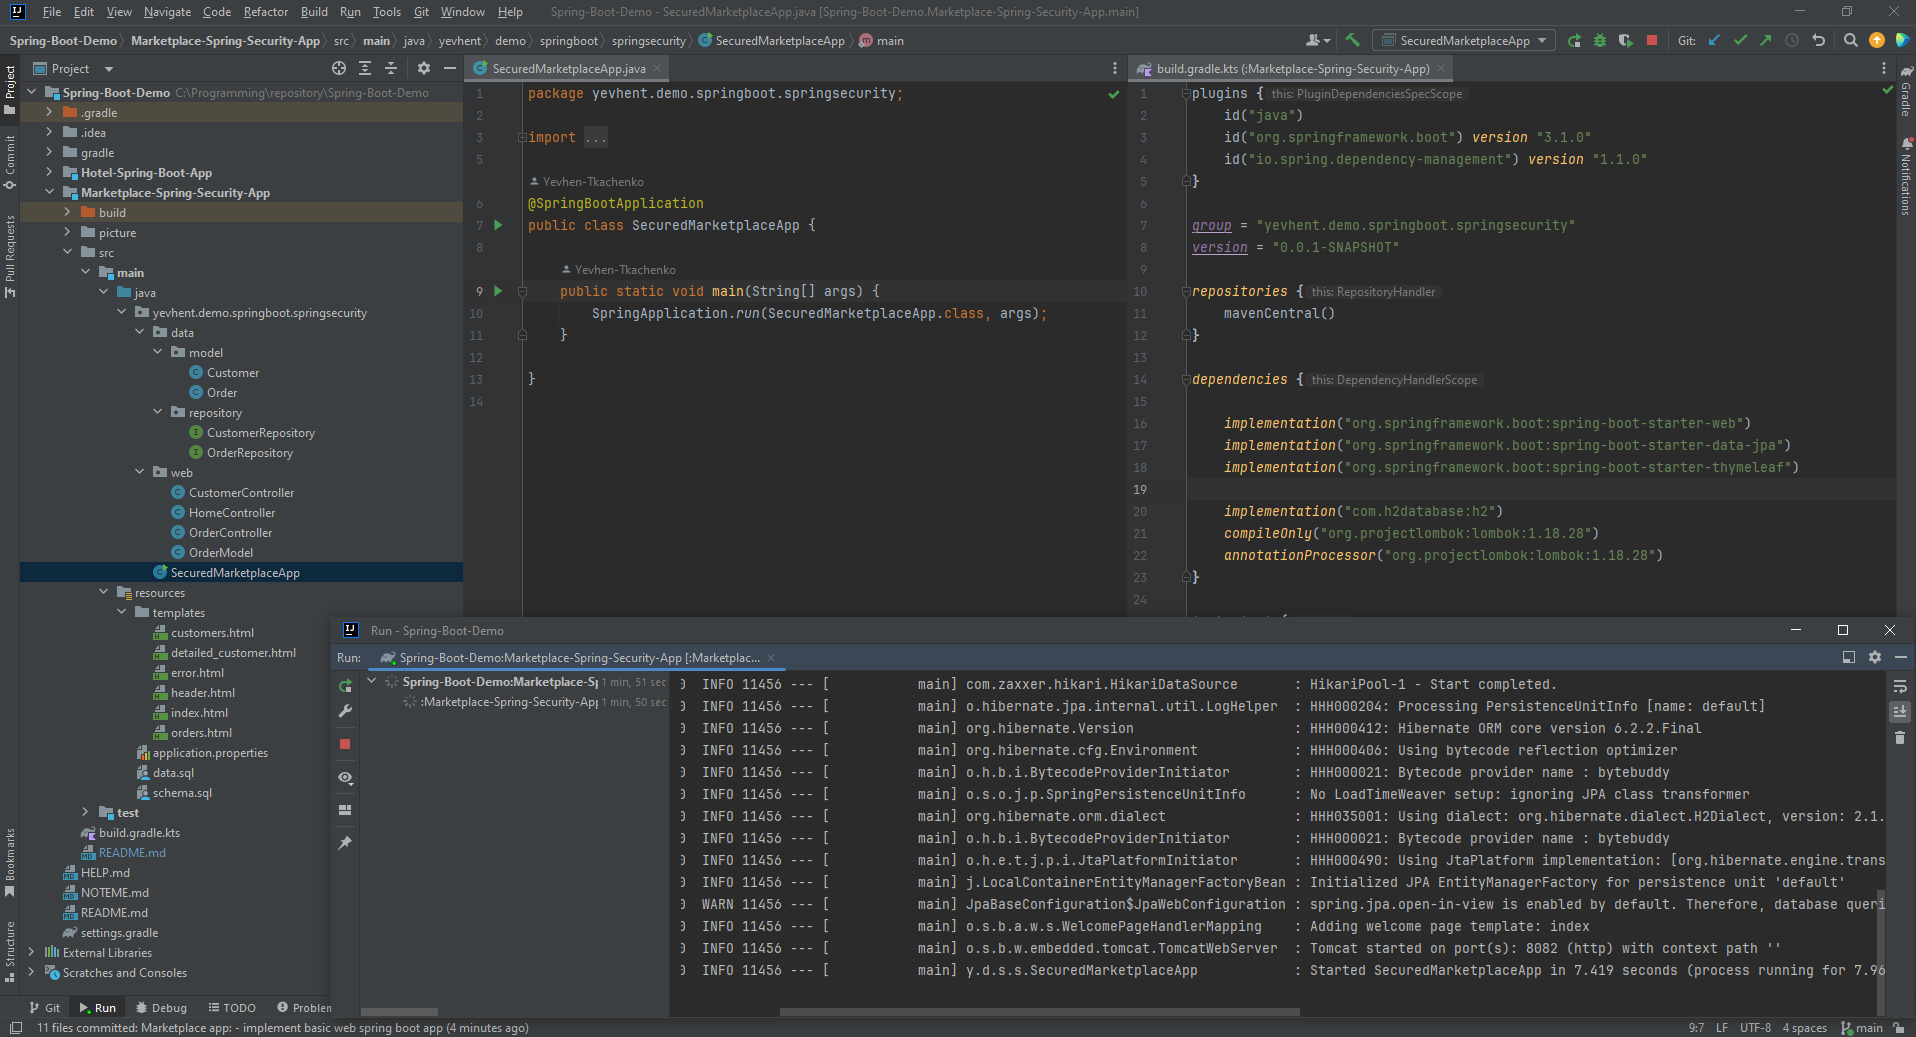 File Edit View Navigate Code Refactor Build Run Tools Git Window Help Spring-Boot-Demo - SecuredMarketplaceApp.java [Spring-Boot-Demo.Marketplace-Spring-Security-App.main]
Spring-Boot-Demo Marketplace-Spring-Security-App src main java yevhent demo springboot springsecurity SecuredMarketplaceApp main SecuredMarketplaceApp Git:
Project
Commit
Pull Requests
Bookmarks
Structure
Project
Spring-Boot-Demo C:\Programming\repository\Spring-Boot-Demo
.gradle
.idea
gradle
Hotel-Spring-Boot-App
Marketplace-Spring-Security-App
build
picture
src
main
java
yevhent.demo.springboot.springsecurity
data
model
Customer
Order
repository
CustomerRepository
OrderRepository
web
CustomerController
HomeController
OrderController
OrderModel
SecuredMarketplaceApp
resources
templates
customers.html
detailed_customer.html
error.html
header.html
index.html
orders.html
application.properties
data.sql
schema.sql
test
build.gradle.kts
README.md
HELP.md
NOTEME.md
README.md
settings.gradle
External Libraries
Scratches and Consoles
SecuredMarketplaceApp.java
1 package yevhent.demo.springboot.springsecurity;
2
3 import ...
5
Yevhen-Tkachenko
6 @SpringBootApplication
7 public class SecuredMarketplaceApp {
8
Yevhen-Tkachenko
9 public static void main(String[] args) {
10 SpringApplication.run(SecuredMarketplaceApp.class, args);
11 }
12
13 }
14
build.gradle.kts (:Marketplace-Spring-Security-App)
1 plugins { this: PluginDependenciesSpecScope
2 id("java")
3 id("org.springframework.boot") version "3.1.0"
4 id("io.spring.dependency-management") version "1.1.0"
5 }
6
7 group = "yevhent.demo.springboot.springsecurity"
8 version = "0.0.1-SNAPSHOT"
9
10 repositories { this: RepositoryHandler
11 mavenCentral()
12 }
13
14 dependencies { this: DependencyHandlerScope
15
16 implementation("org.springframework.boot:spring-boot-starter-web")
17 implementation("org.springframework.boot:spring-boot-starter-data-jpa")
18 implementation("org.springframework.boot:spring-boot-starter-thymeleaf")
19
20 implementation("com.h2database:h2")
21 compileOnly("org.projectlombok:lombok:1.18.28")
22 annotationProcessor("org.projectlombok:lombok:1.18.28")
23 }
24
Gradle
Notifications
Run - Spring-Boot-Demo
Run: Spring-Boot-Demo:Marketplace-Spring-Security-App [:Marketplac...
Spring-Boot-Demo:Marketplace-S 1 min, 51 sec
:Marketplace-Spring-Security-App 1 min, 50 sec
0 INFO 11456 --- [ main] com.zaxxer.hikari.HikariDataSource : HikariPool-1 - Start completed.
0 INFO 11456 --- [ main] o.hibernate.jpa.internal.util.LogHelper : HHH000204: Processing PersistenceUnitInfo [name: default]
0 INFO 11456 --- [ main] org.hibernate.Version : HHH000412: Hibernate ORM core version 6.2.2.Final
0 INFO 11456 --- [ main] org.hibernate.cfg.Environment : HHH000406: Using bytecode reflection optimizer
0 INFO 11456 --- [ main] o.h.b.i.BytecodeProviderInitiator : HHH000021: Bytecode provider name : bytebuddy
0 INFO 11456 --- [ main] o.s.o.j.p.SpringPersistenceUnitInfo : No LoadTimeWeaver setup: ignoring JPA class transformer
0 INFO 11456 --- [ main] org.hibernate.orm.dialect : HHH035001: Using dialect: org.hibernate.dialect.H2Dialect, version: 2.1.
0 INFO 11456 --- [ main] o.h.b.i.BytecodeProviderInitiator : HHH000021: Bytecode provider name : bytebuddy
0 INFO 11456 --- [ main] o.h.e.t.j.p.i.JtaPlatformInitiator : HHH000490: Using JtaPlatform implementation: [org.hibernate.engine.trans
0 INFO 11456 --- [ main] j.LocalContainerEntityManagerFactoryBean : Initialized JPA EntityManagerFactory for persistence unit 'default'
0 WARN 11456 --- [ main] JpaBaseConfiguration$JpaWebConfiguration : spring.jpa.open-in-view is enabled by default. Therefore, database queri
0 INFO 11456 --- [ main] o.s.b.a.w.s.WelcomePageHandlerMapping : Adding welcome page template: index
0 INFO 11456 --- [ main] o.s.b.w.embedded.tomcat.TomcatWebServer : Tomcat started on port(s): 8082 (http) with context path ''
0 INFO 11456 --- [ main] y.d.s.s.SecuredMarketplaceApp : Started SecuredMarketplaceApp in 7.419 seconds (process running for 7.96
Git Run Debug TODO Problem
11 files committed: Marketplace app: - implement basic web spring boot app (4 minutes ago) 9:7 LF UTF-8 4 spaces main